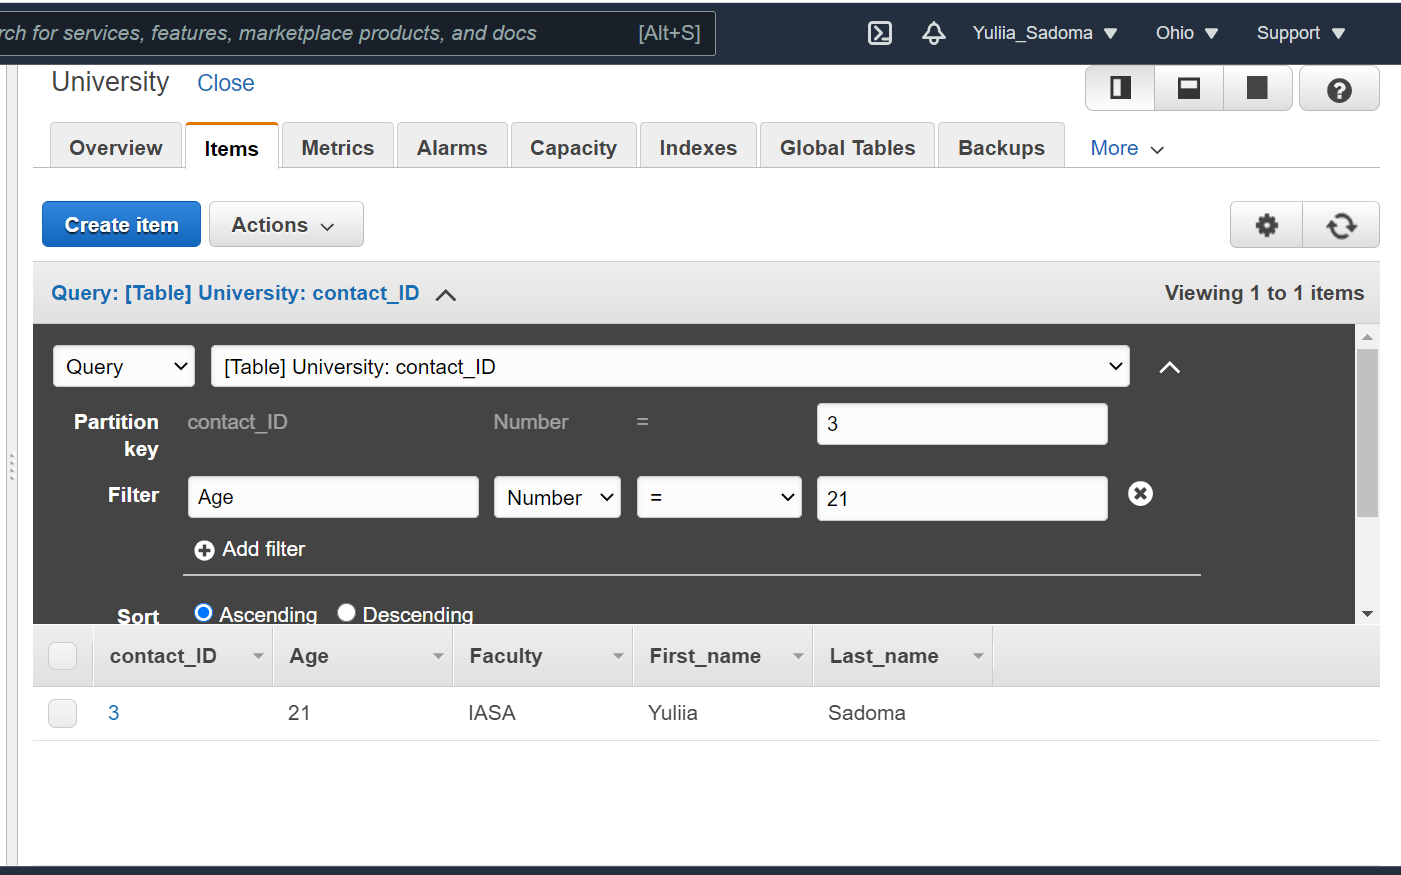 rch for services, features, marketplace products, and docs [Alt+S] Yuliia_Sadoma Ohio Support
University Close
Overview Items Metrics Alarms Capacity Indexes Global Tables Backups More
Create item Actions
Query: [Table] University: contact_ID Viewing 1 to 1 items
Query [Table] University: contact_ID
Partition key contact_ID Number = 3
Filter Age Number = 21
Add filter
Sort Ascending Descending
contact_ID Age Faculty First_name Last_name
3 21 IASA Yuliia Sadoma